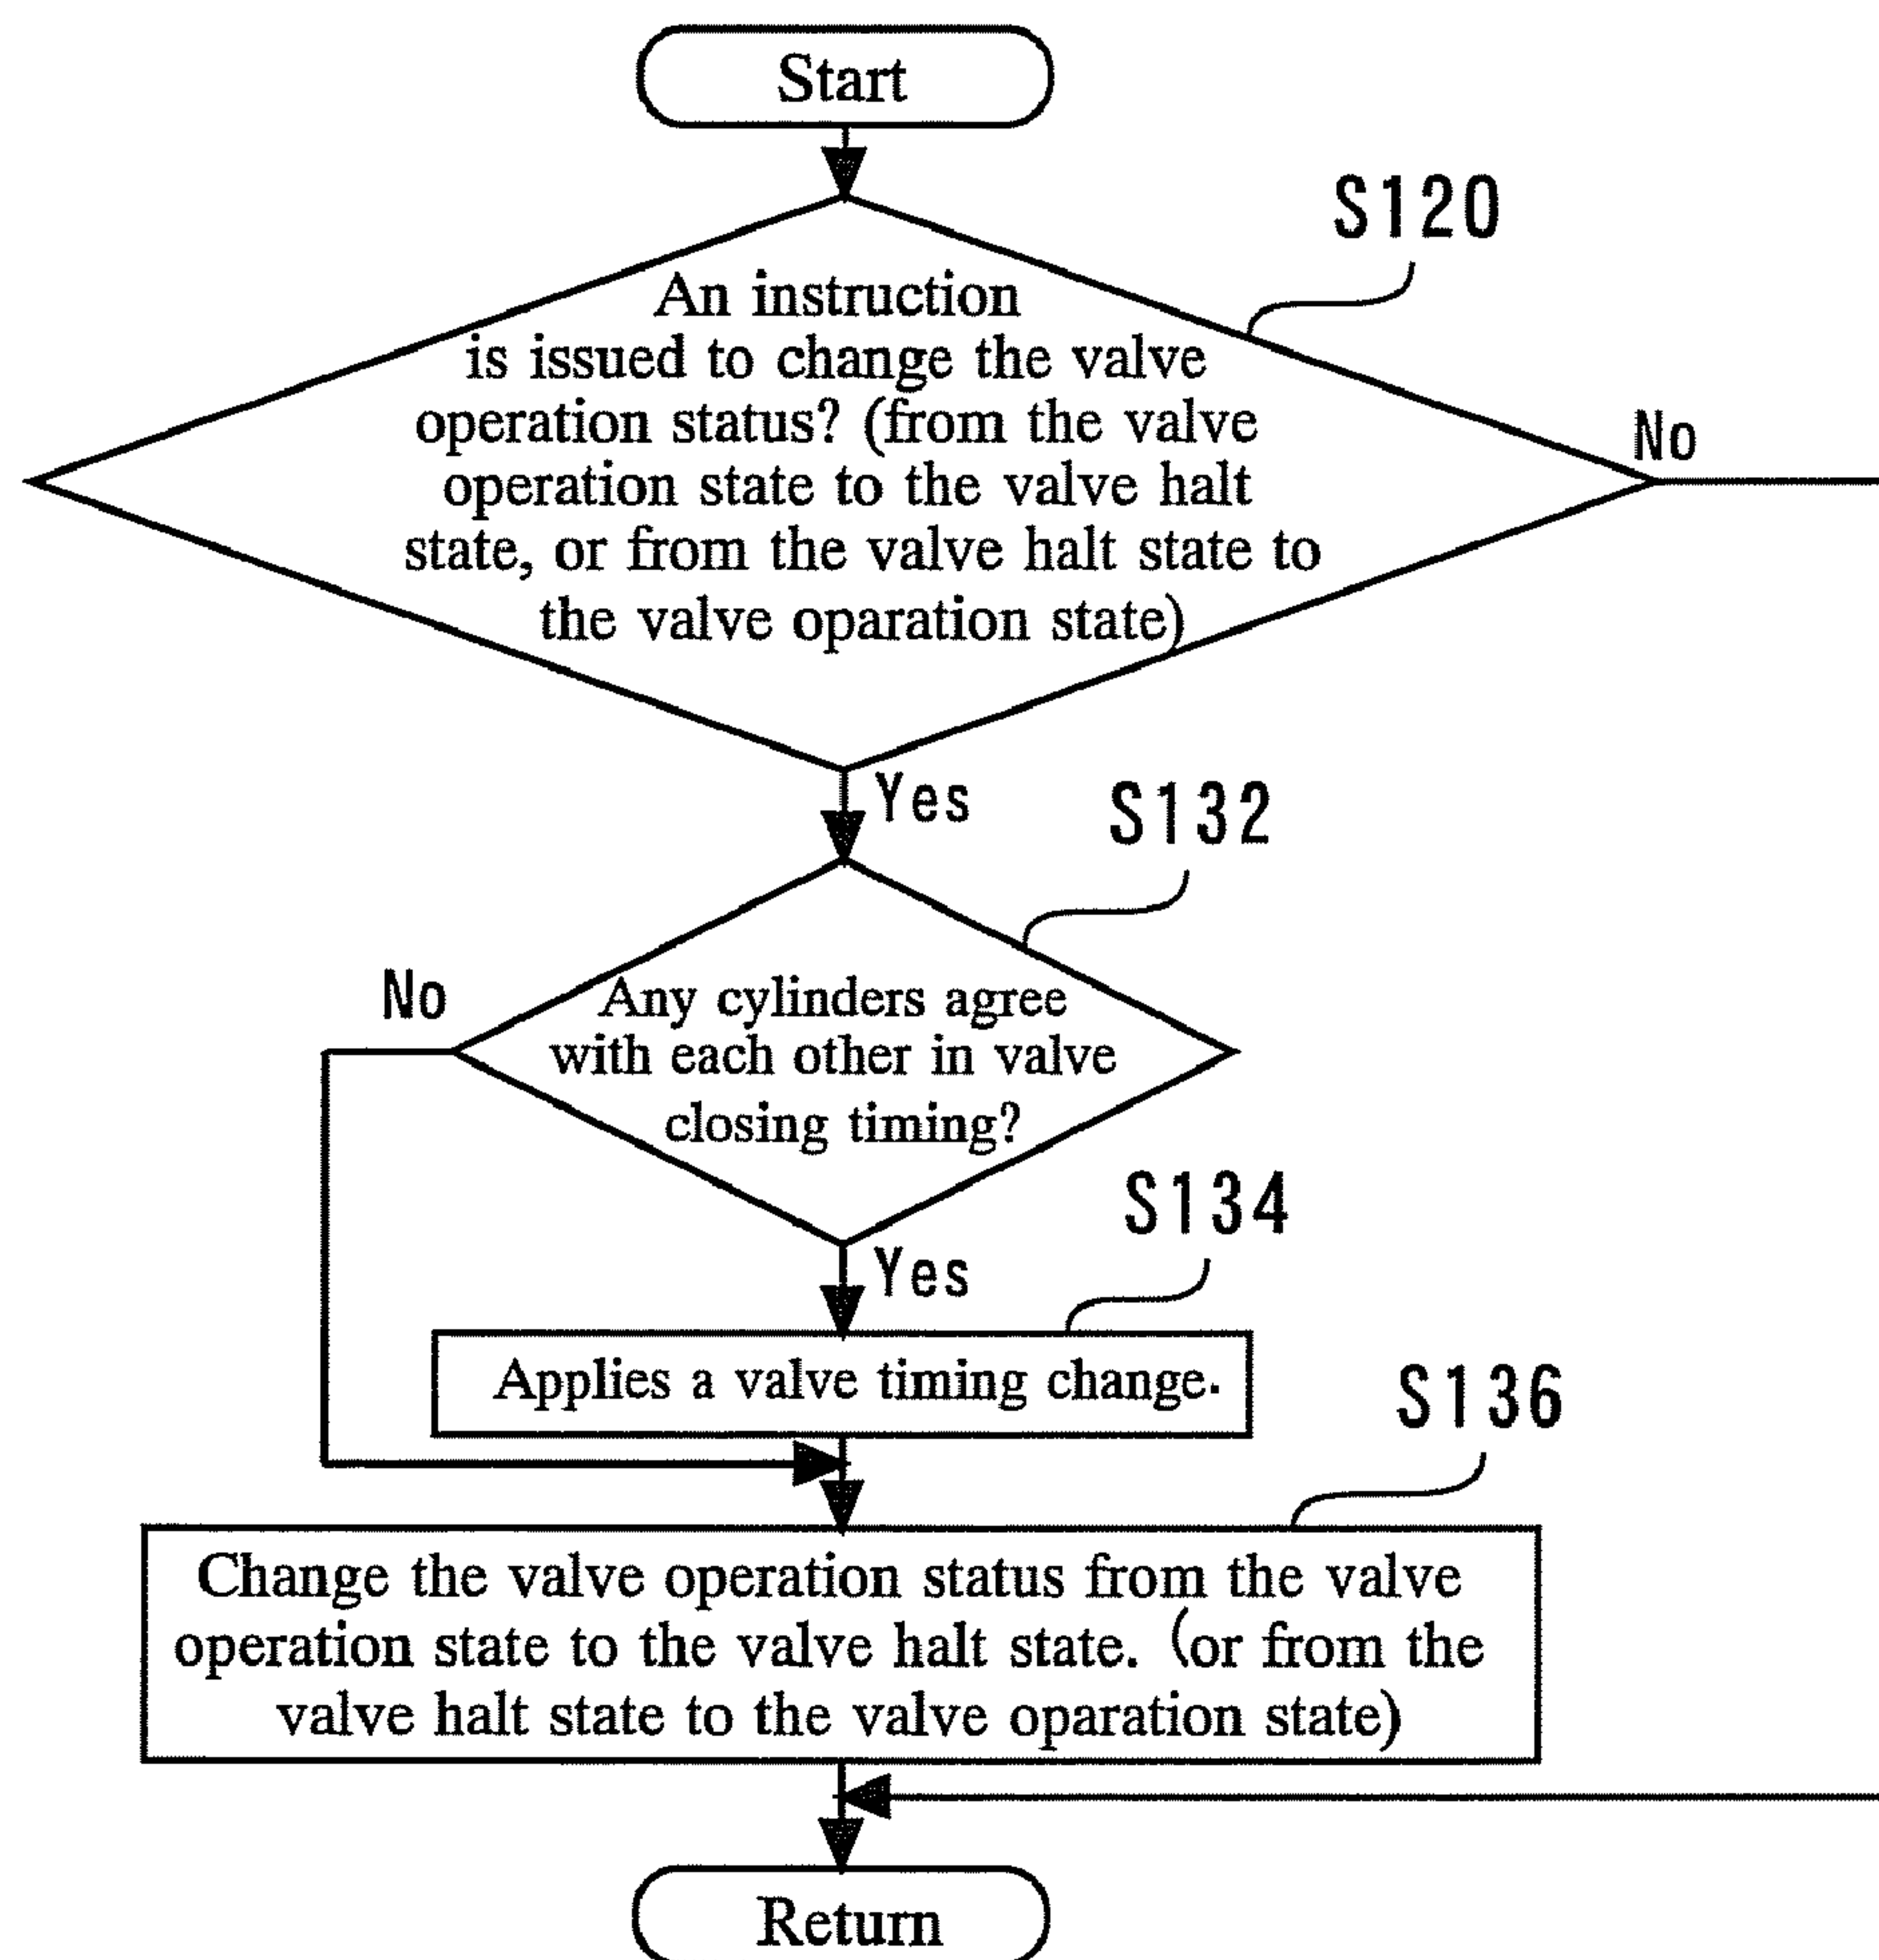 Start
S120
An instruction
is issued to change the valve
operation status? (from the valve
operation state to the valve halt
state, or from the valve halt state to
the valve oparation state)
No
Yes
S132
No
Any cylinders agree
with each other in valve
closing timing?
S134
Yes
Applies a valve timing change.
S136
Change the valve operation status from the valve
operation state to the valve halt state. (or from the
valve halt state to the valve oparation state)
Return